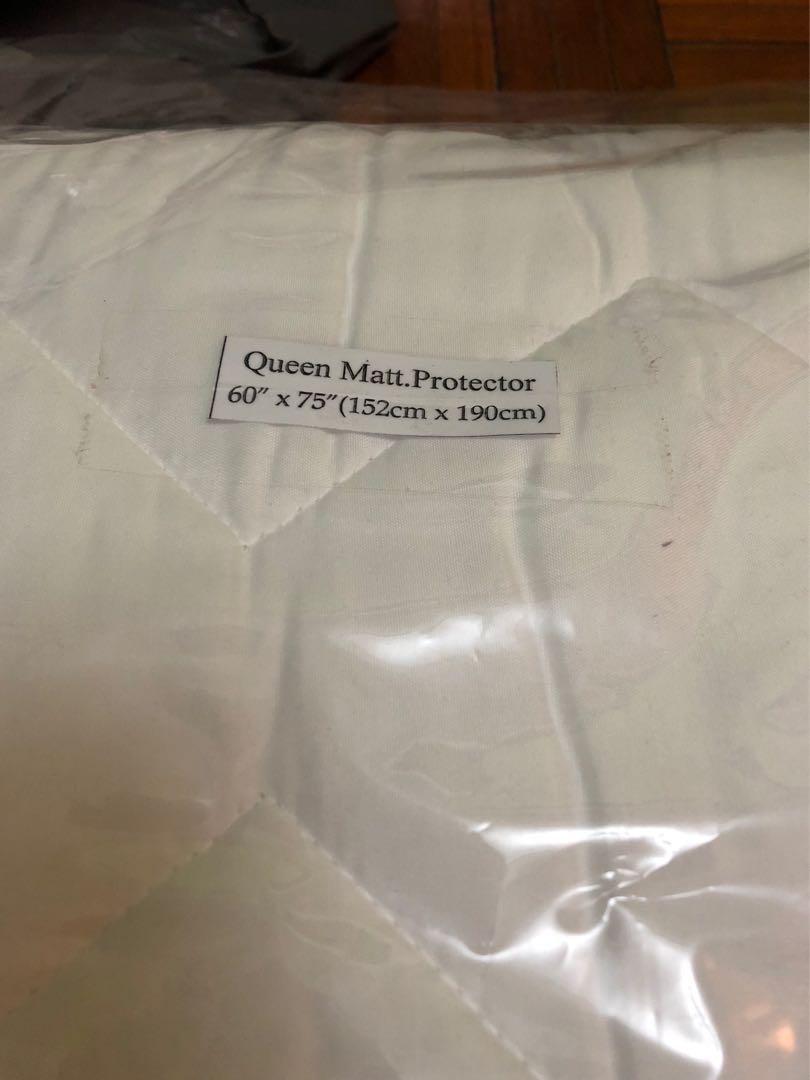 Queen Matt.Protector
60" x 75"(152cm x 190cm)